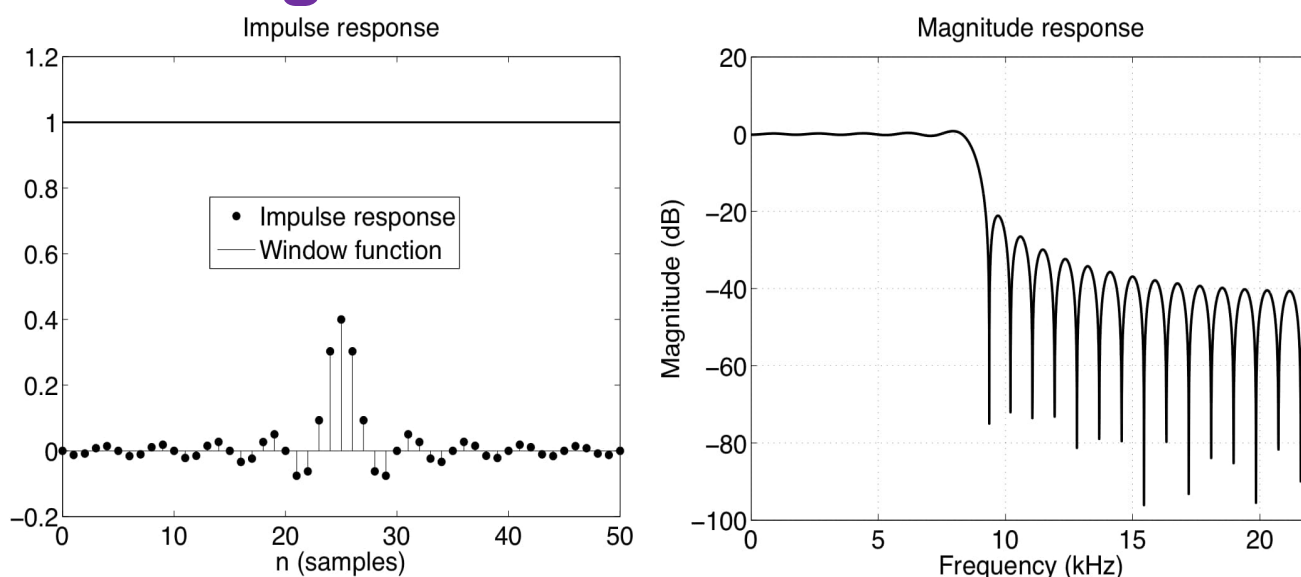 Impulse response
1.2
1
0.8
0.6
0.4
0.2
0
−0.2
Impulse response
Window function
0 10 20 30 40 50
n (samples)
Magnitude response
20
0
−20
−40
−60
−80
−100
Magnitude (dB)
0 5 10 15 20
Frequency (kHz)